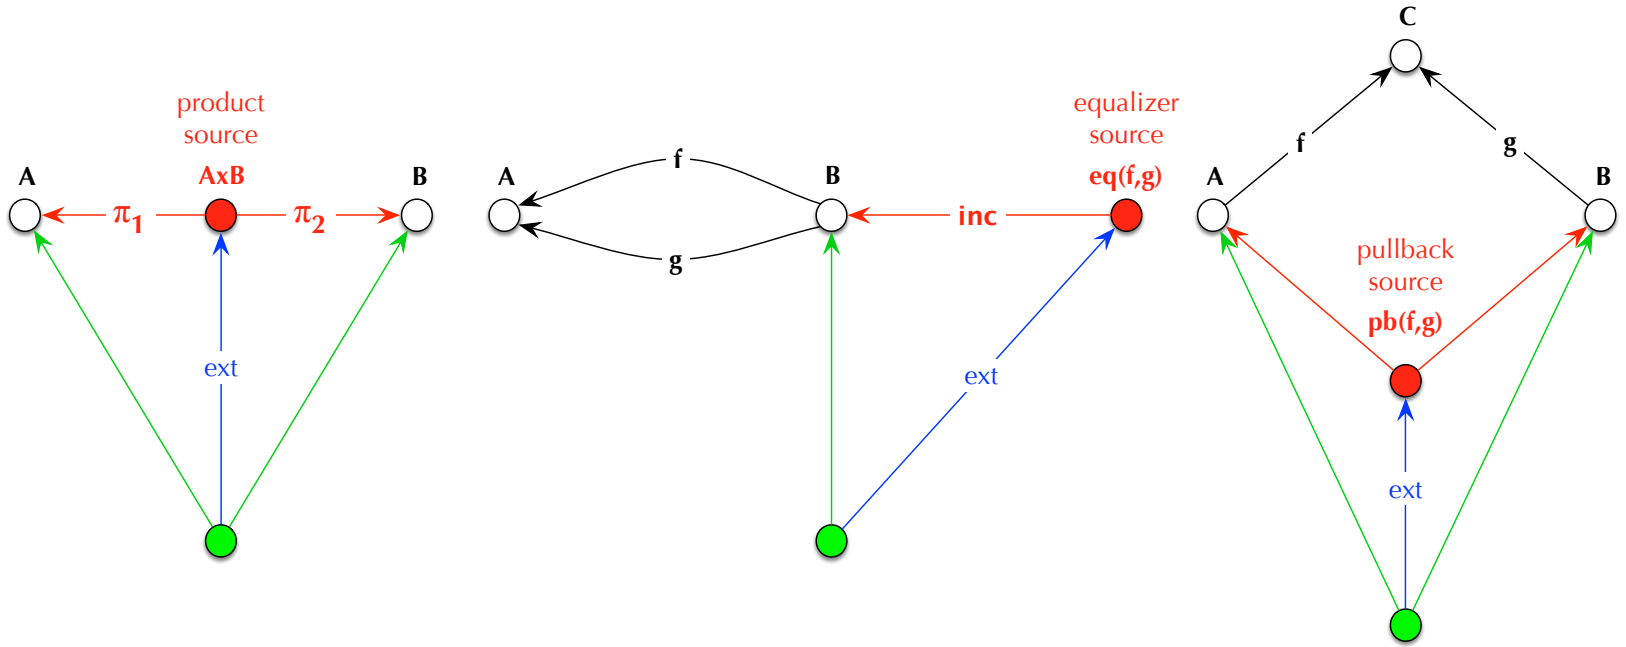 product
source
A
AxB
B
π1
π2
ext
A
f
g
B
inc
equalizer
source
eq(f,g)
ext
C
f
g
A
B
pullback
source
pb(f,g)
ext